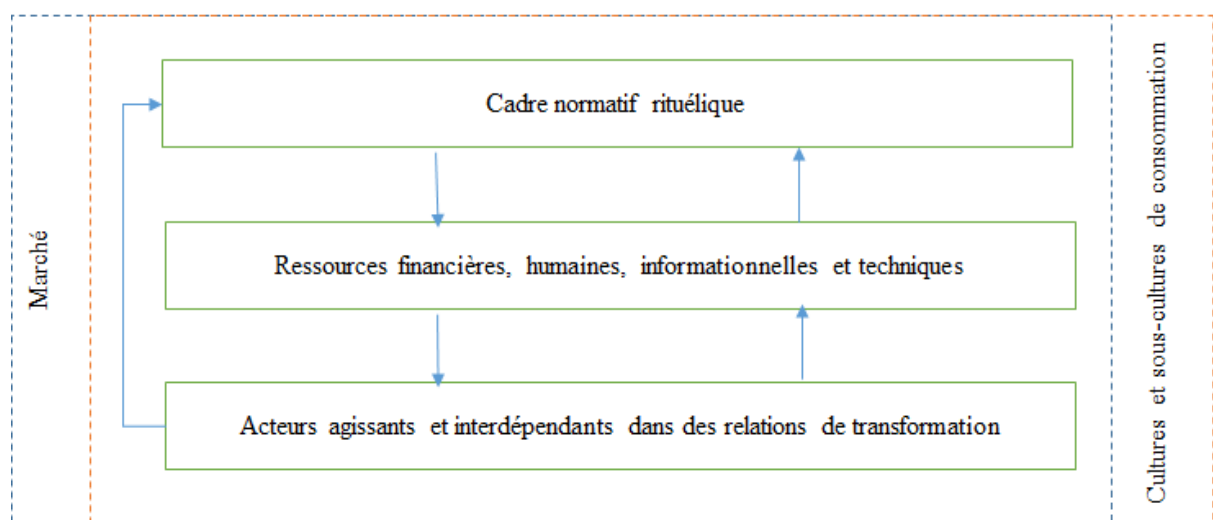 Marché
Cadre normatif rituélique
Ressources financières, humaines, informationnelles et techniques
Acteurs agissants et interdépendants dans des relations de transformation
Cultures et sous-cultures de consommation